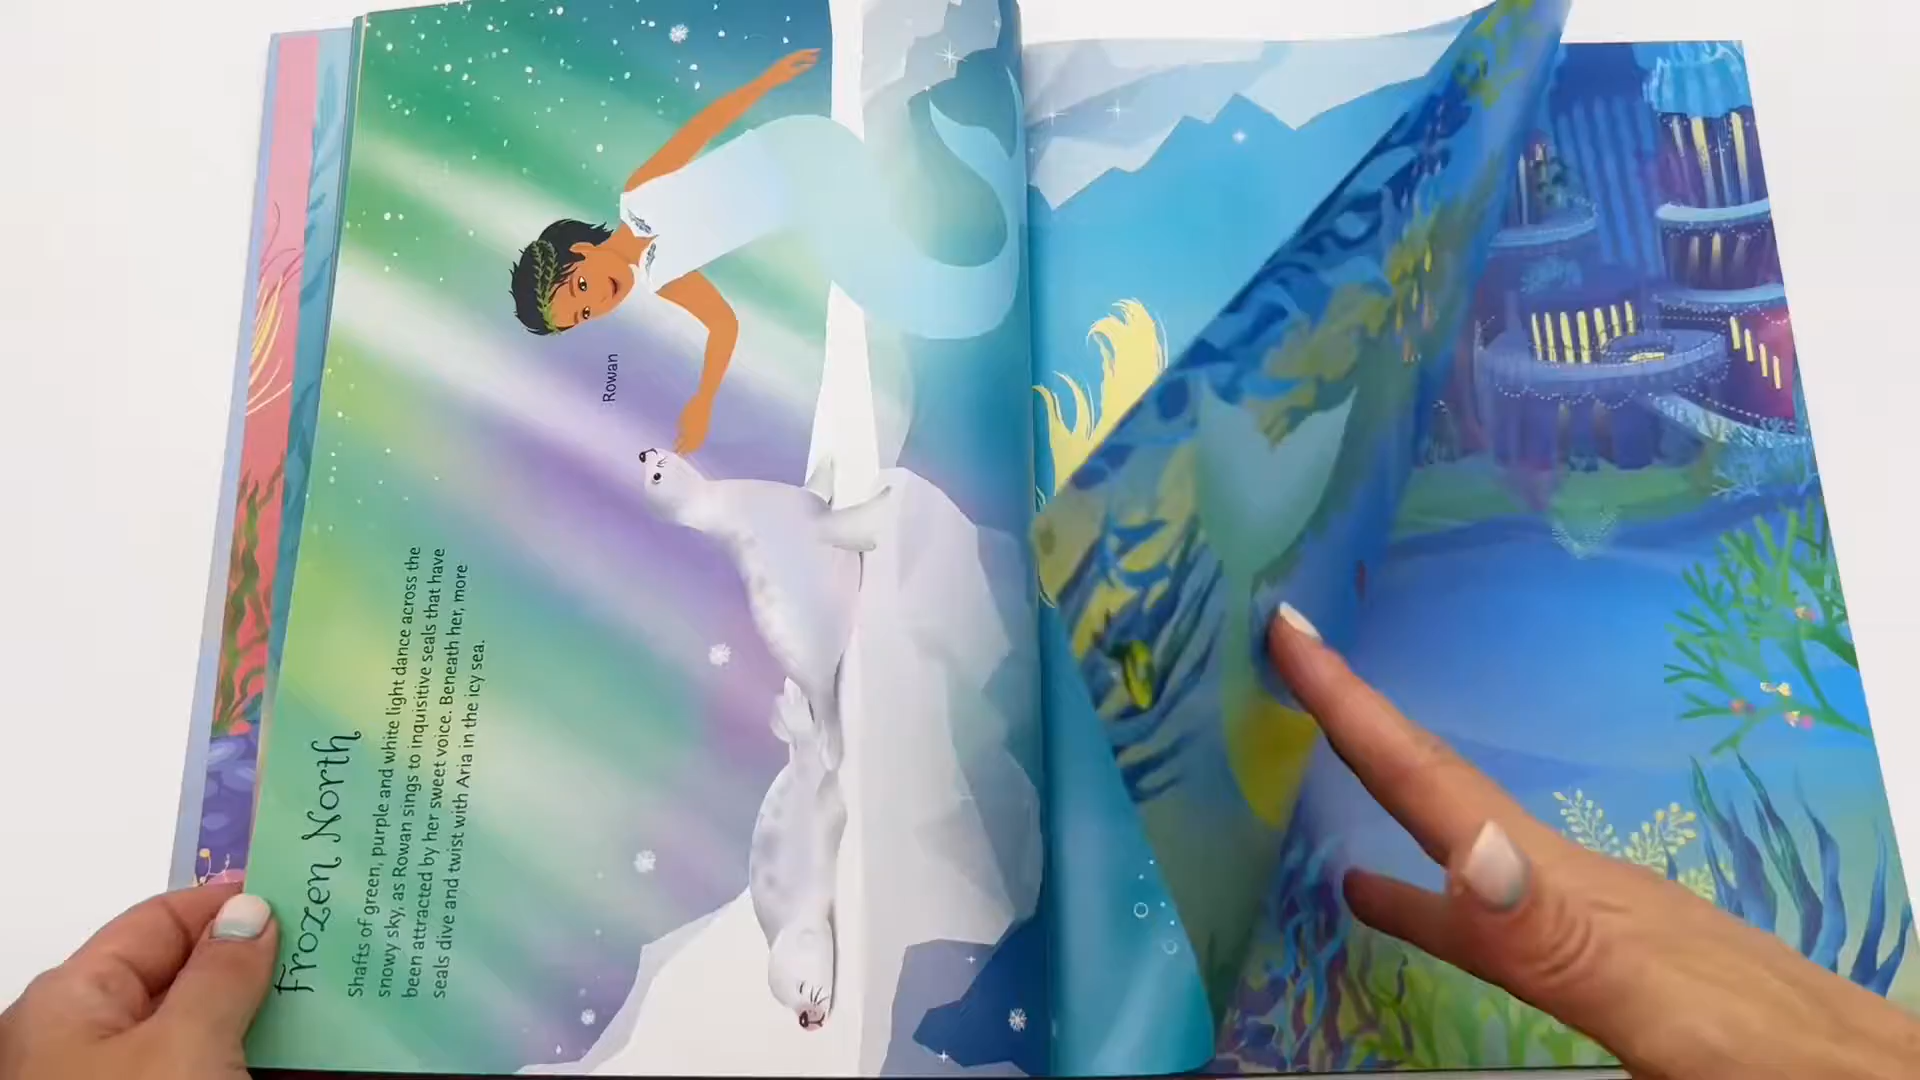 Frozen North
Shafts of green, purple and white light dance across the
snowy sky, as Rowan sings to inquisitive seals that have
been attracted by her sweet voice. Beneath her, more
seals dive and twist with Aria in the icy sea.
Rowan